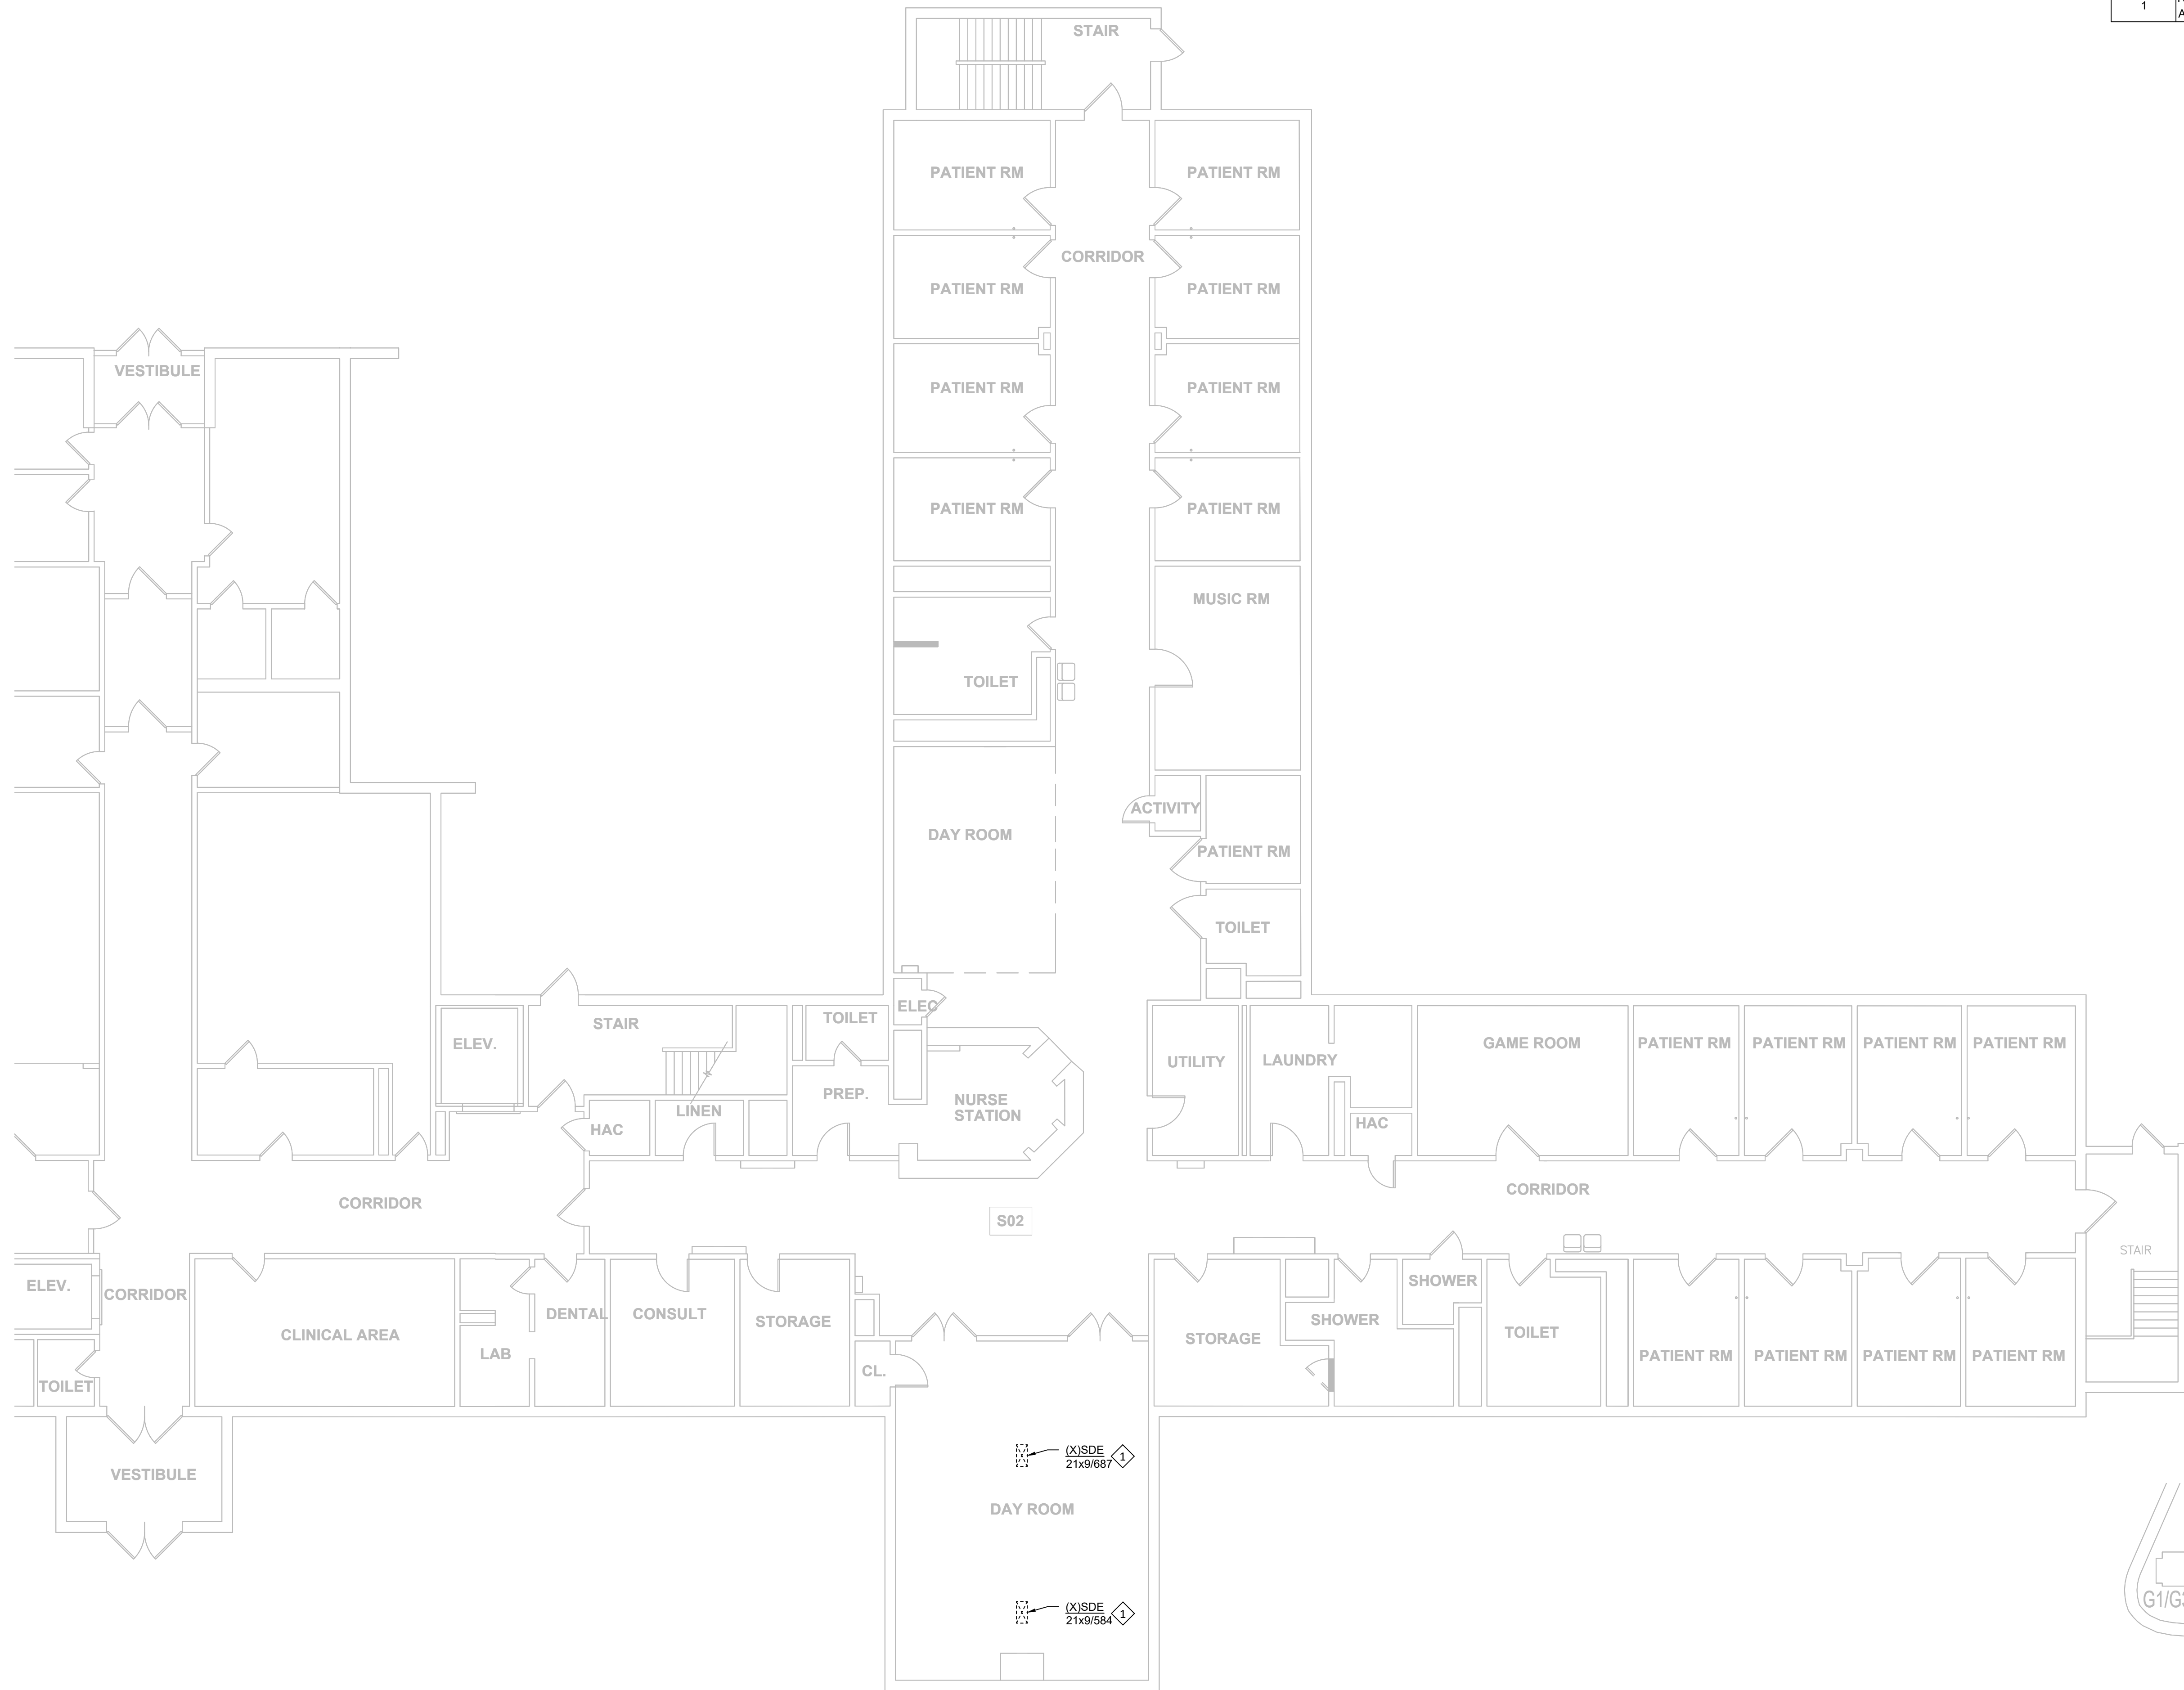 1
A
STAIR
PATIENT RM
PATIENT RM
CORRIDOR
PATIENT RM
PATIENT RM
VESTIBULE
PATIENT RM
PATIENT RM
PATIENT RM
PATIENT RM
MUSIC RM
TOILET
ACTIVITY
DAY ROOM
PATIENT RM
TOILET
ELEC
TOILET
STAIR
ELEV.
GAME ROOM
PATIENT RM
PATIENT RM
PATIENT RM
PATIENT RM
UTILITY
LAUNDRY
PREP.
NURSE
STATION
LINEN
HAC
HAC
CORRIDOR
CORRIDOR
S02
STAIR
ELEV.
CORRIDOR
SHOWER
DENTAL
CONSULT
STORAGE
SHOWER
CLINICAL AREA
TOILET
STORAGE
LAB
PATIENT RM
PATIENT RM
PATIENT RM
PATIENT RM
CL.
TOILET
(X)SDE
21x9/687
1
VESTIBULE
DAY ROOM
G1/G
(X)SDE
21x9/584
1